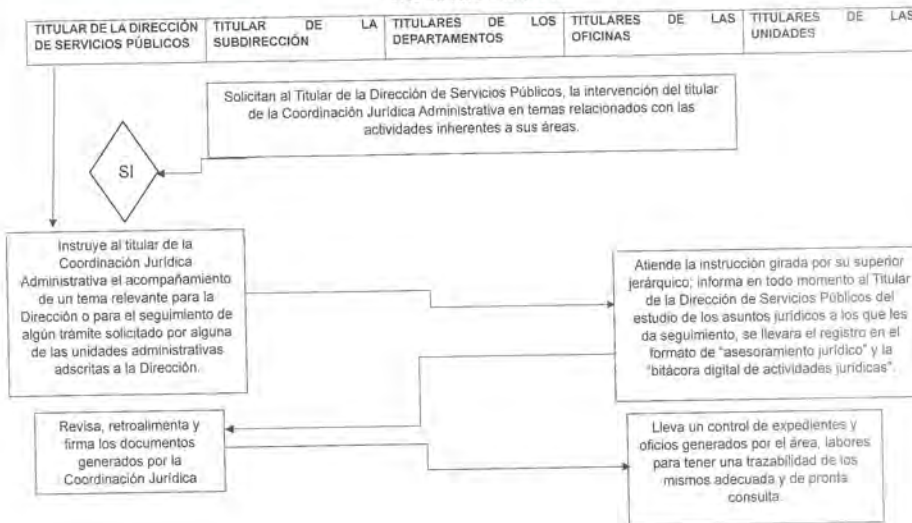 TITULAR DE LA DIRECCIÓN
DE SERVICIOS PÚBLICOS
TITULAR DE LA
SUBDIRECCIÓN
TITULARES DE LOS
DEPARTAMENTOS
TITULARES DE LAS
OFICINAS
TITULARES DE LAS
UNIDADES
Solicitan al Titular de la Dirección de Servicios Públicos, la intervención del titular
de la Coordinación Jurídica Administrativa en temas relacionados con las
actividades inherentes a sus áreas.
SI
Instruye al titular de la
Coordinación Jurídica
Administrativa el acompañamiento
de un tema relevante para la
Dirección o para el seguimiento de
algún trámite solicitado por alguna
de las unidades administrativas
adscritas a la Dirección.
Atiende la instrucción girada por su superior
jerárquico; informa en todo momento al Titular
de la Dirección de Servicios Públicos del
estudio de los asuntos jurídicos a los que les
da seguimiento, se llevara el registro en el
formato de "asesoramiento jurídico" y la
"bitácora digital de actividades jurídicas".
Revisa, retroalimenta y
firma los documentos
generados por la
Coordinación Jurídica
Lleva un control de expedientes y
oficios generados por el área, labores
para tener una trazabilidad de los
mismos adecuada y de pronta
consulta.